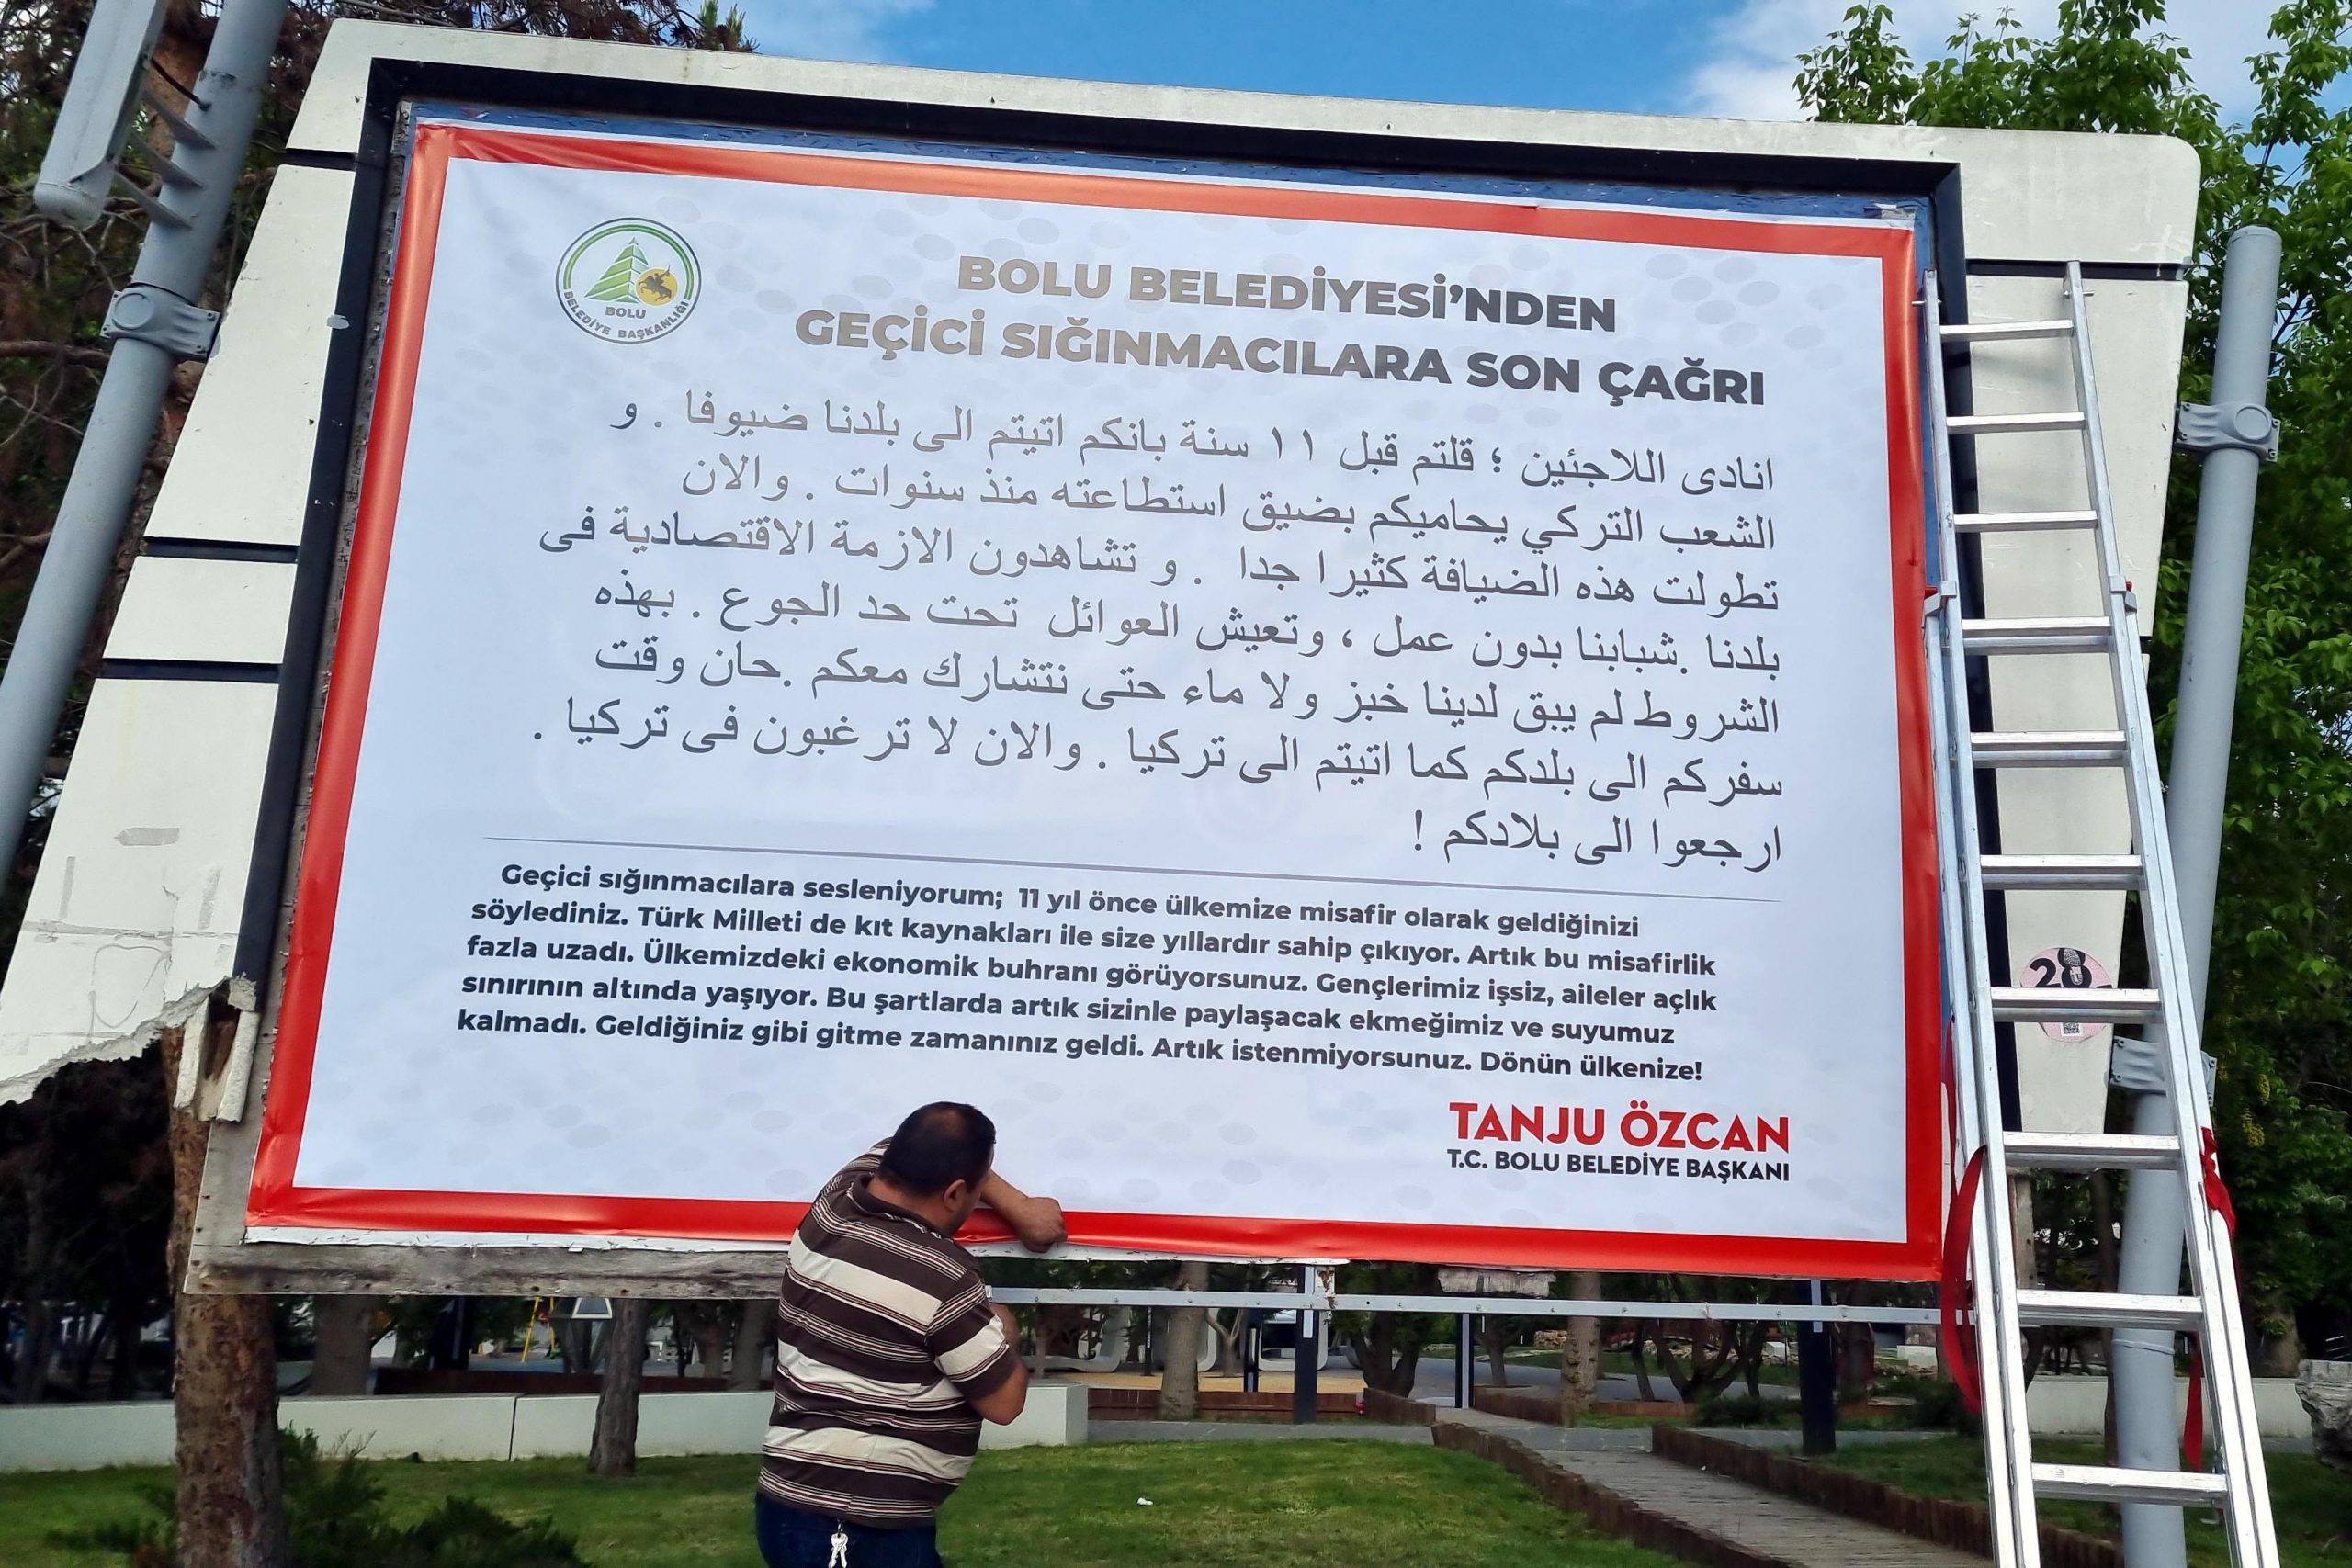 BOLU
BELEDİYE BAŞKANLIĞI
BOLU BELEDİYESİ'NDEN
GEÇİCİ SIĞINMACILARA SON ÇAĞRI
انادى اللاجئين ؛ قلتم قبل ١١ سنة بانكم اتيتم الى بلدنا ضيوفا . و
الشعب التركي يحاميكم بضيق استطاعته منذ سنوات . والان
تطولت هذه الضيافة كثيرا جدا . و تشاهدون الازمة الاقتصادية فى
بلدنا .شبابنا بدون عمل ، وتعيش العوائل تحت حد الجوع . بهذه
الشروط لم يبق لدينا خبز ولا ماء حتى نتشارك معكم .حان وقت
سفركم الى بلدكم كما اتيتم الى تركيا . والان لا ترغبون فى تركيا .
ارجعوا الى بلادكم !
Geçici sığınmacılara sesleniyorum; 11 yıl önce ülkemize misafir olarak geldiğinizi
söylediniz. Türk Milleti de kıt kaynakları ile size yıllardır sahip çıkıyor. Artık bu misafirlik
fazla uzadı. Ülkemizdeki ekonomik buhranı görüyorsunuz. Gençlerimiz işsiz, aileler açlık
sınırının altında yaşıyor. Bu şartlarda artık sizinle paylaşacak ekmeğimiz ve suyumuz
kalmadı. Geldiğiniz gibi gitme zamanınız geldi. Artık istenmiyorsunuz. Dönün ülkenize!
TANJU ÖZCAN
T.C. BOLU BELEDİYE BAŞKANI
28